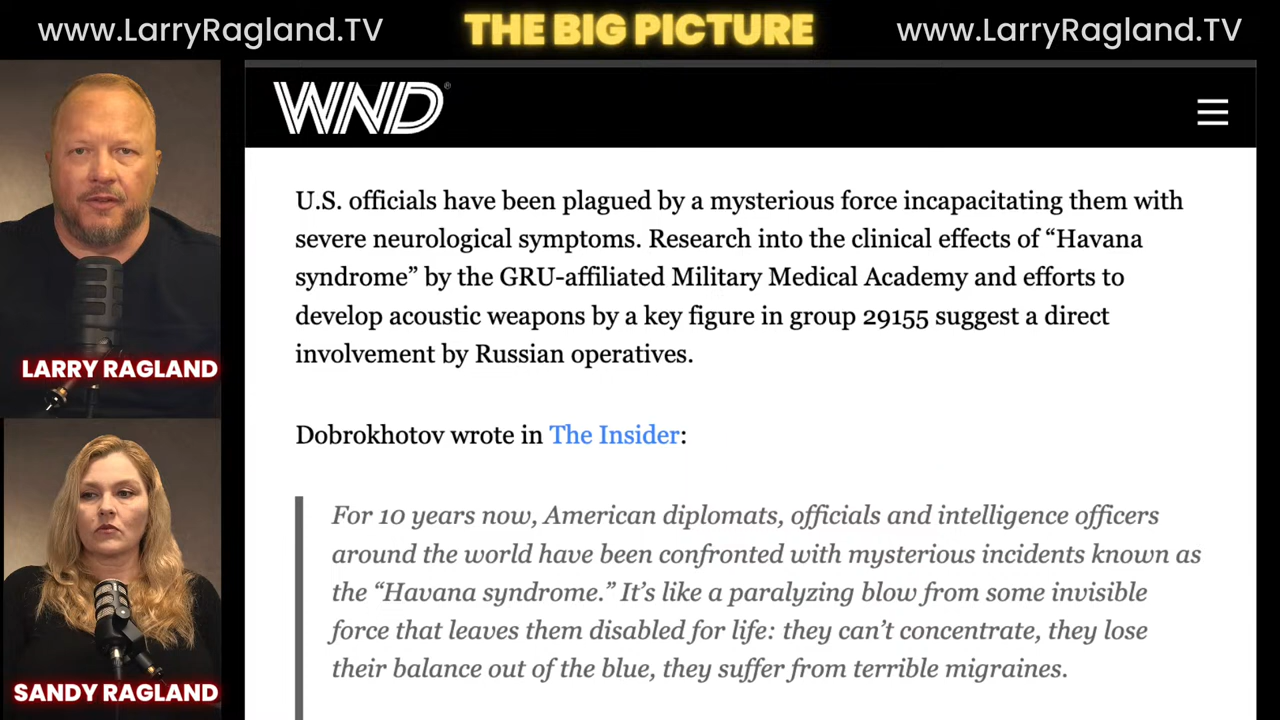 www.LarryRagland.TV
THE BIG PICTURE
www.LarryRagland.TV
WND®
U.S. officials have been plagued by a mysterious force incapacitating them with
severe neurological symptoms. Research into the clinical effects of “Havana
syndrome” by the GRU-affiliated Military Medical Academy and efforts to
develop acoustic weapons by a key figure in group 29155 suggest a direct
involvement by Russian operatives.
Dobrokhotov wrote in The Insider:
For 10 years now, American diplomats, officials and intelligence officers
around the world have been confronted with mysterious incidents known as
the “Havana syndrome.” It’s like a paralyzing blow from some invisible
force that leaves them disabled for life: they can’t concentrate, they lose
their balance out of the blue, they suffer from terrible migraines.
LARRY RAGLAND
SANDY RAGLAND